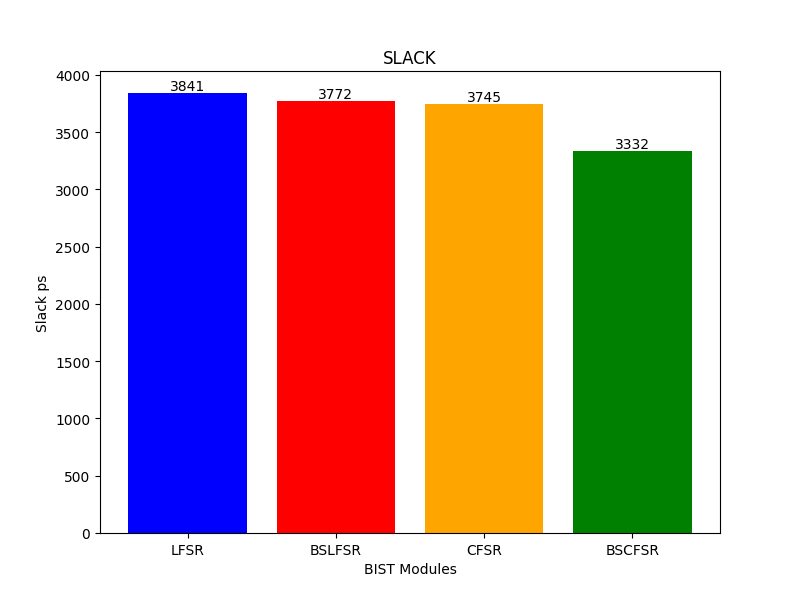 SLACK
Slack ps
4000
3500
3000
2500
2000
1500
1000
500
0
3841
3772
3745
3332
LFSR
BSLFSR
CFSR
BSCFSR
BIST Modules